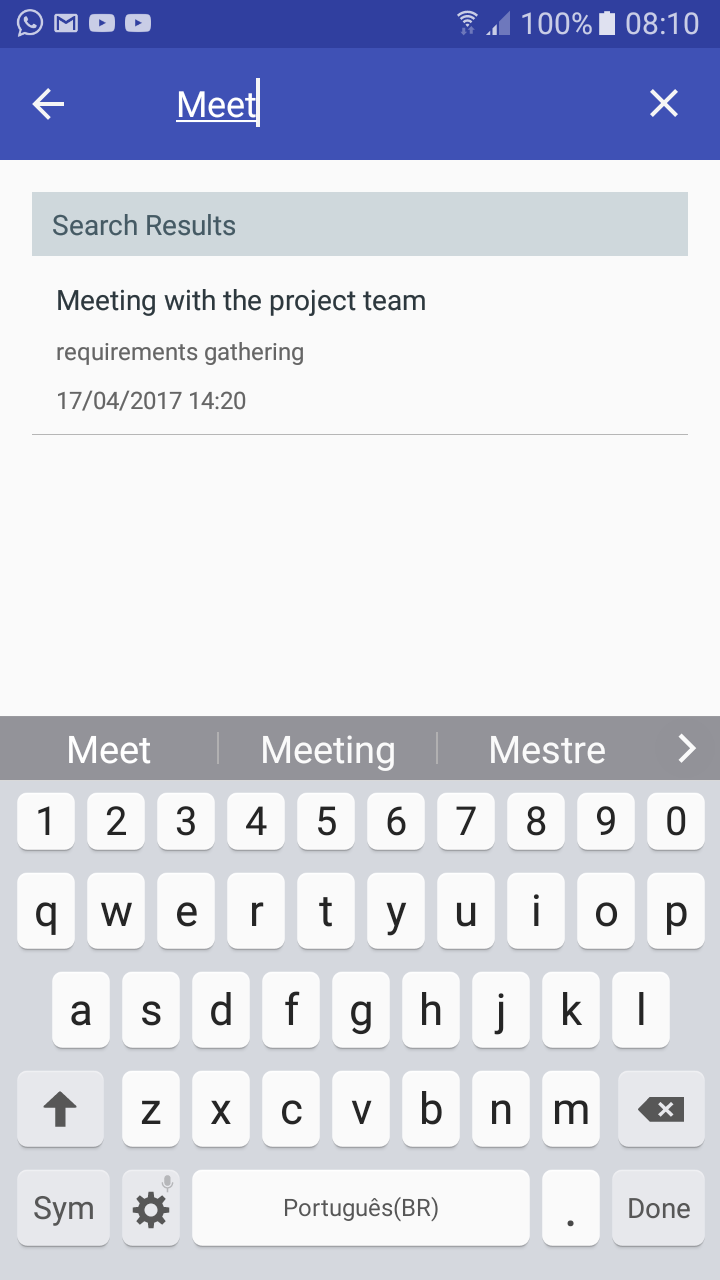 100% 08:10
Meet
Search Results
Meeting with the project team
requirements gathering
17/04/2017 14:20
Meet Meeting Mestre
1 2 3 4 5 6 7 8 9 0
q w e r t y u i o p
a s d f g h j k l
z x c v b n m
Sym Português(BR) . Done